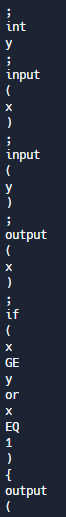 ;
int
y
;
input
(
x
)
;
input
(
y
)
;
output
(
x
)
;
if
(
x
GE
y
or
x
EQ
1
)
{
output
(